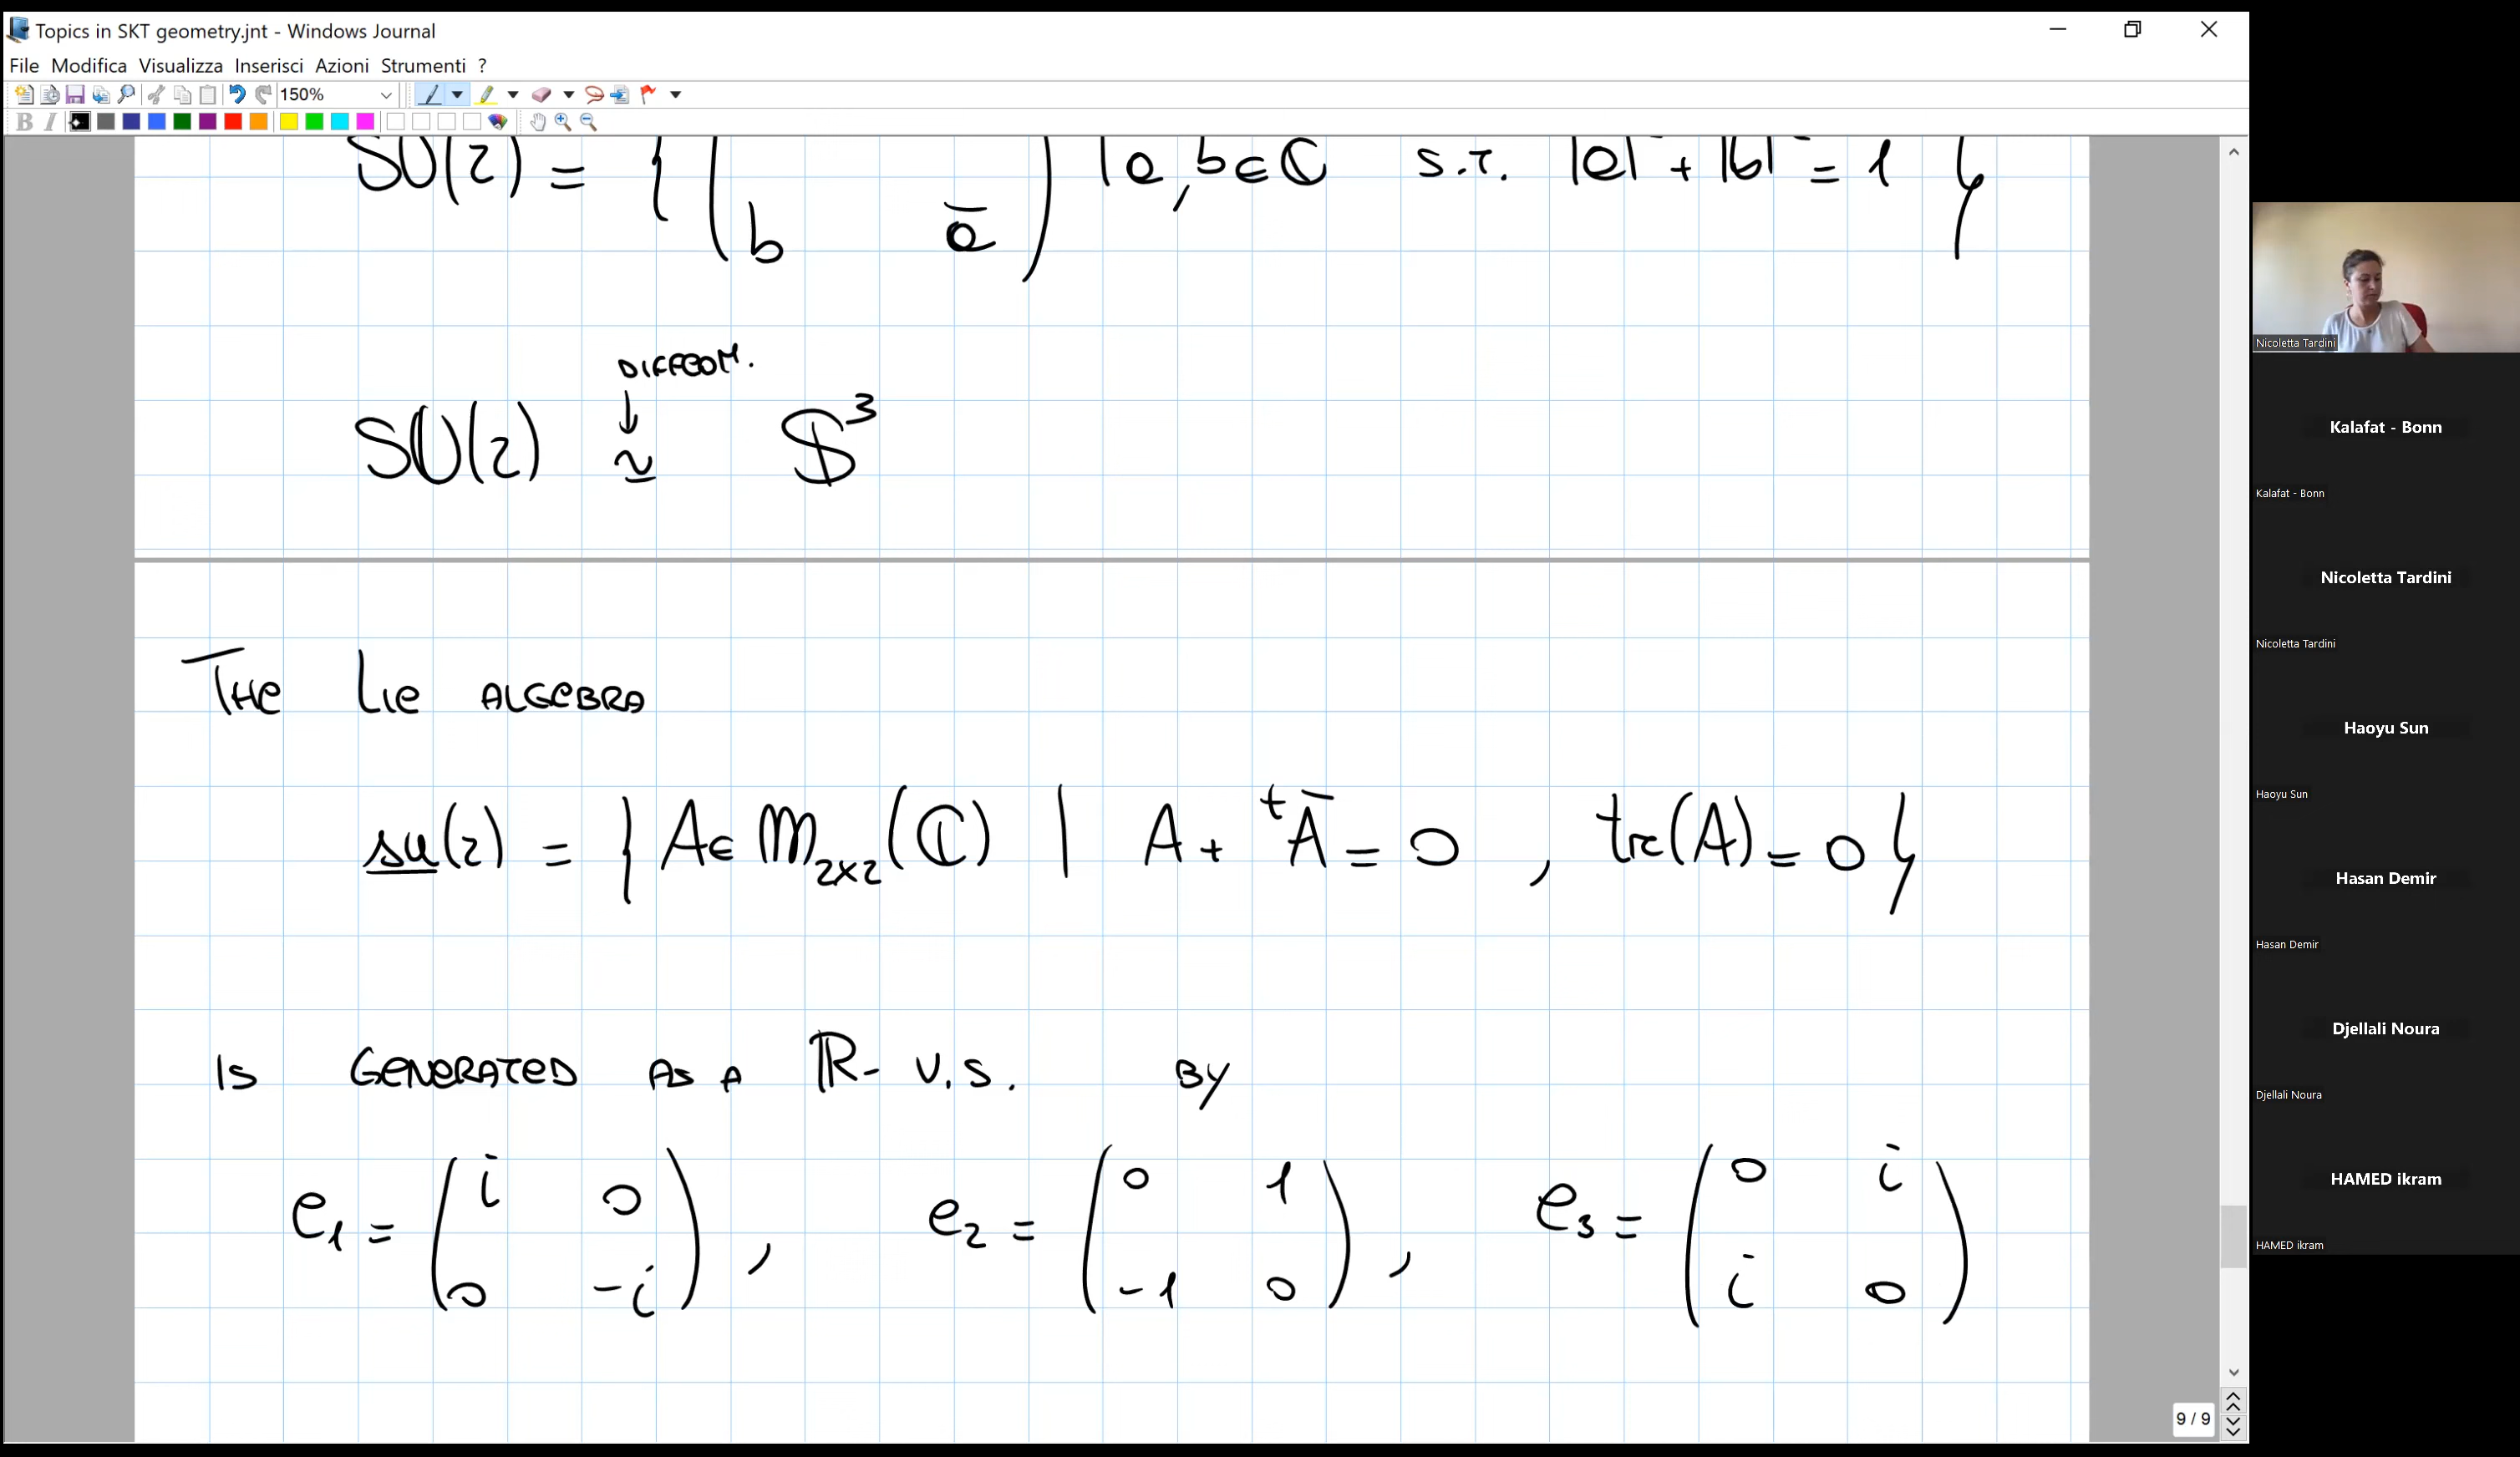 Topics in SKT geometry.jnt - Windows Journal
File Modifica Visualizza Inserisci Azioni Strumenti ?
150%
B I
SU(2) = { ( | a, b ∈ ℂ s.t. |a| + |b| = 1 }
b ā )
DIFFEOM.
↓
SU(2) ≃ S³
THE LIE ALGEBRA
su(2) = { A ∈ M₂ₓ₂(ℂ) | A + ᵗĀ = 0 , tr(A) = 0 }
IS GENERATED AS A ℝ- V.S. BY
e₁ = ( i 0 ; 0 -i ) , e₂ = ( 0 1 ; -1 0 ) , e₃ = ( 0 i ; i 0 )
9 / 9
Nicoletta Tardini
Kalafat - Bonn
Kalafat - Bonn
Nicoletta Tardini
Nicoletta Tardini
Haoyu Sun
Haoyu Sun
Hasan Demir
Hasan Demir
Djellali Noura
Djellali Noura
HAMED ikram
HAMED ikram